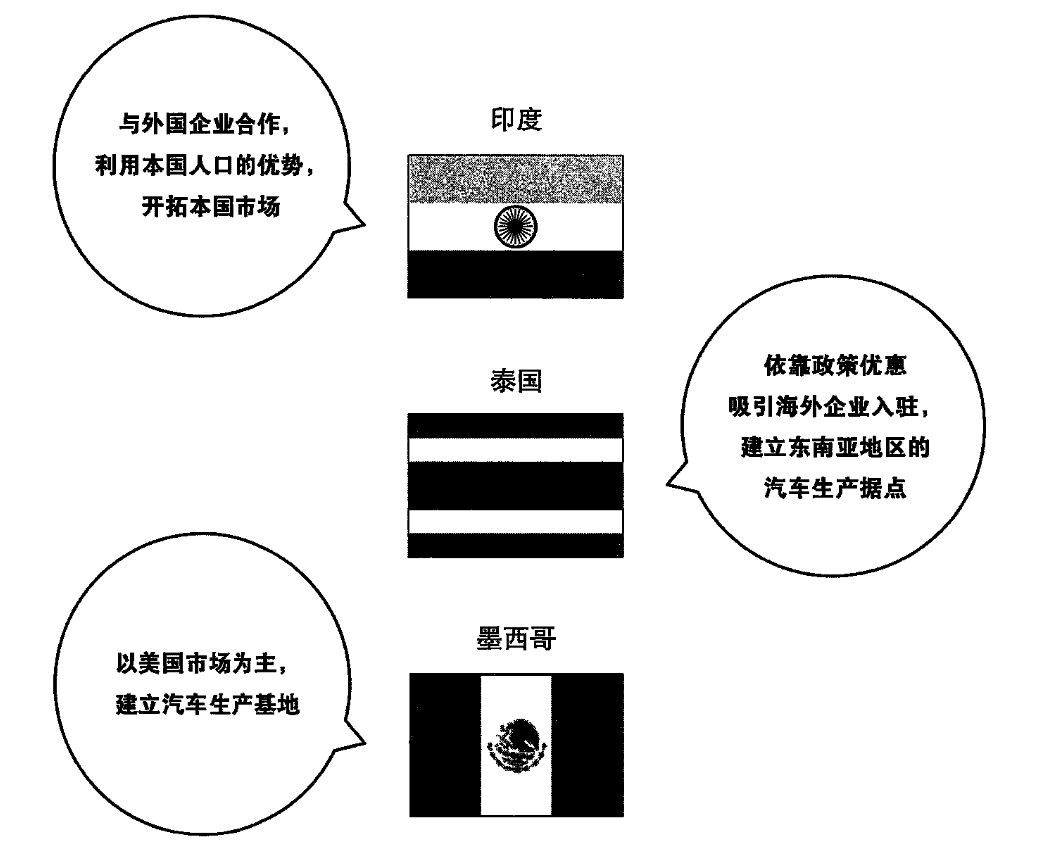 与外国企业合作，
利用本国人口的优势，
开拓本国市场
印度
泰国
依靠政策优惠
吸引海外企业入驻，
建立东南亚地区的
汽车生产据点
墨西哥
以美国市场为主，
建立汽车生产基地